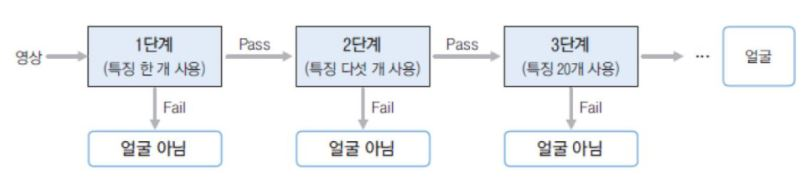 영상
1단계
(특징 한 개 사용)
Pass
2단계
(특징 다섯 개 사용)
Pass
3단계
(특징 20개 사용)
...
얼굴
Fail
Fail
Fail
얼굴 아님
얼굴 아님
얼굴 아님